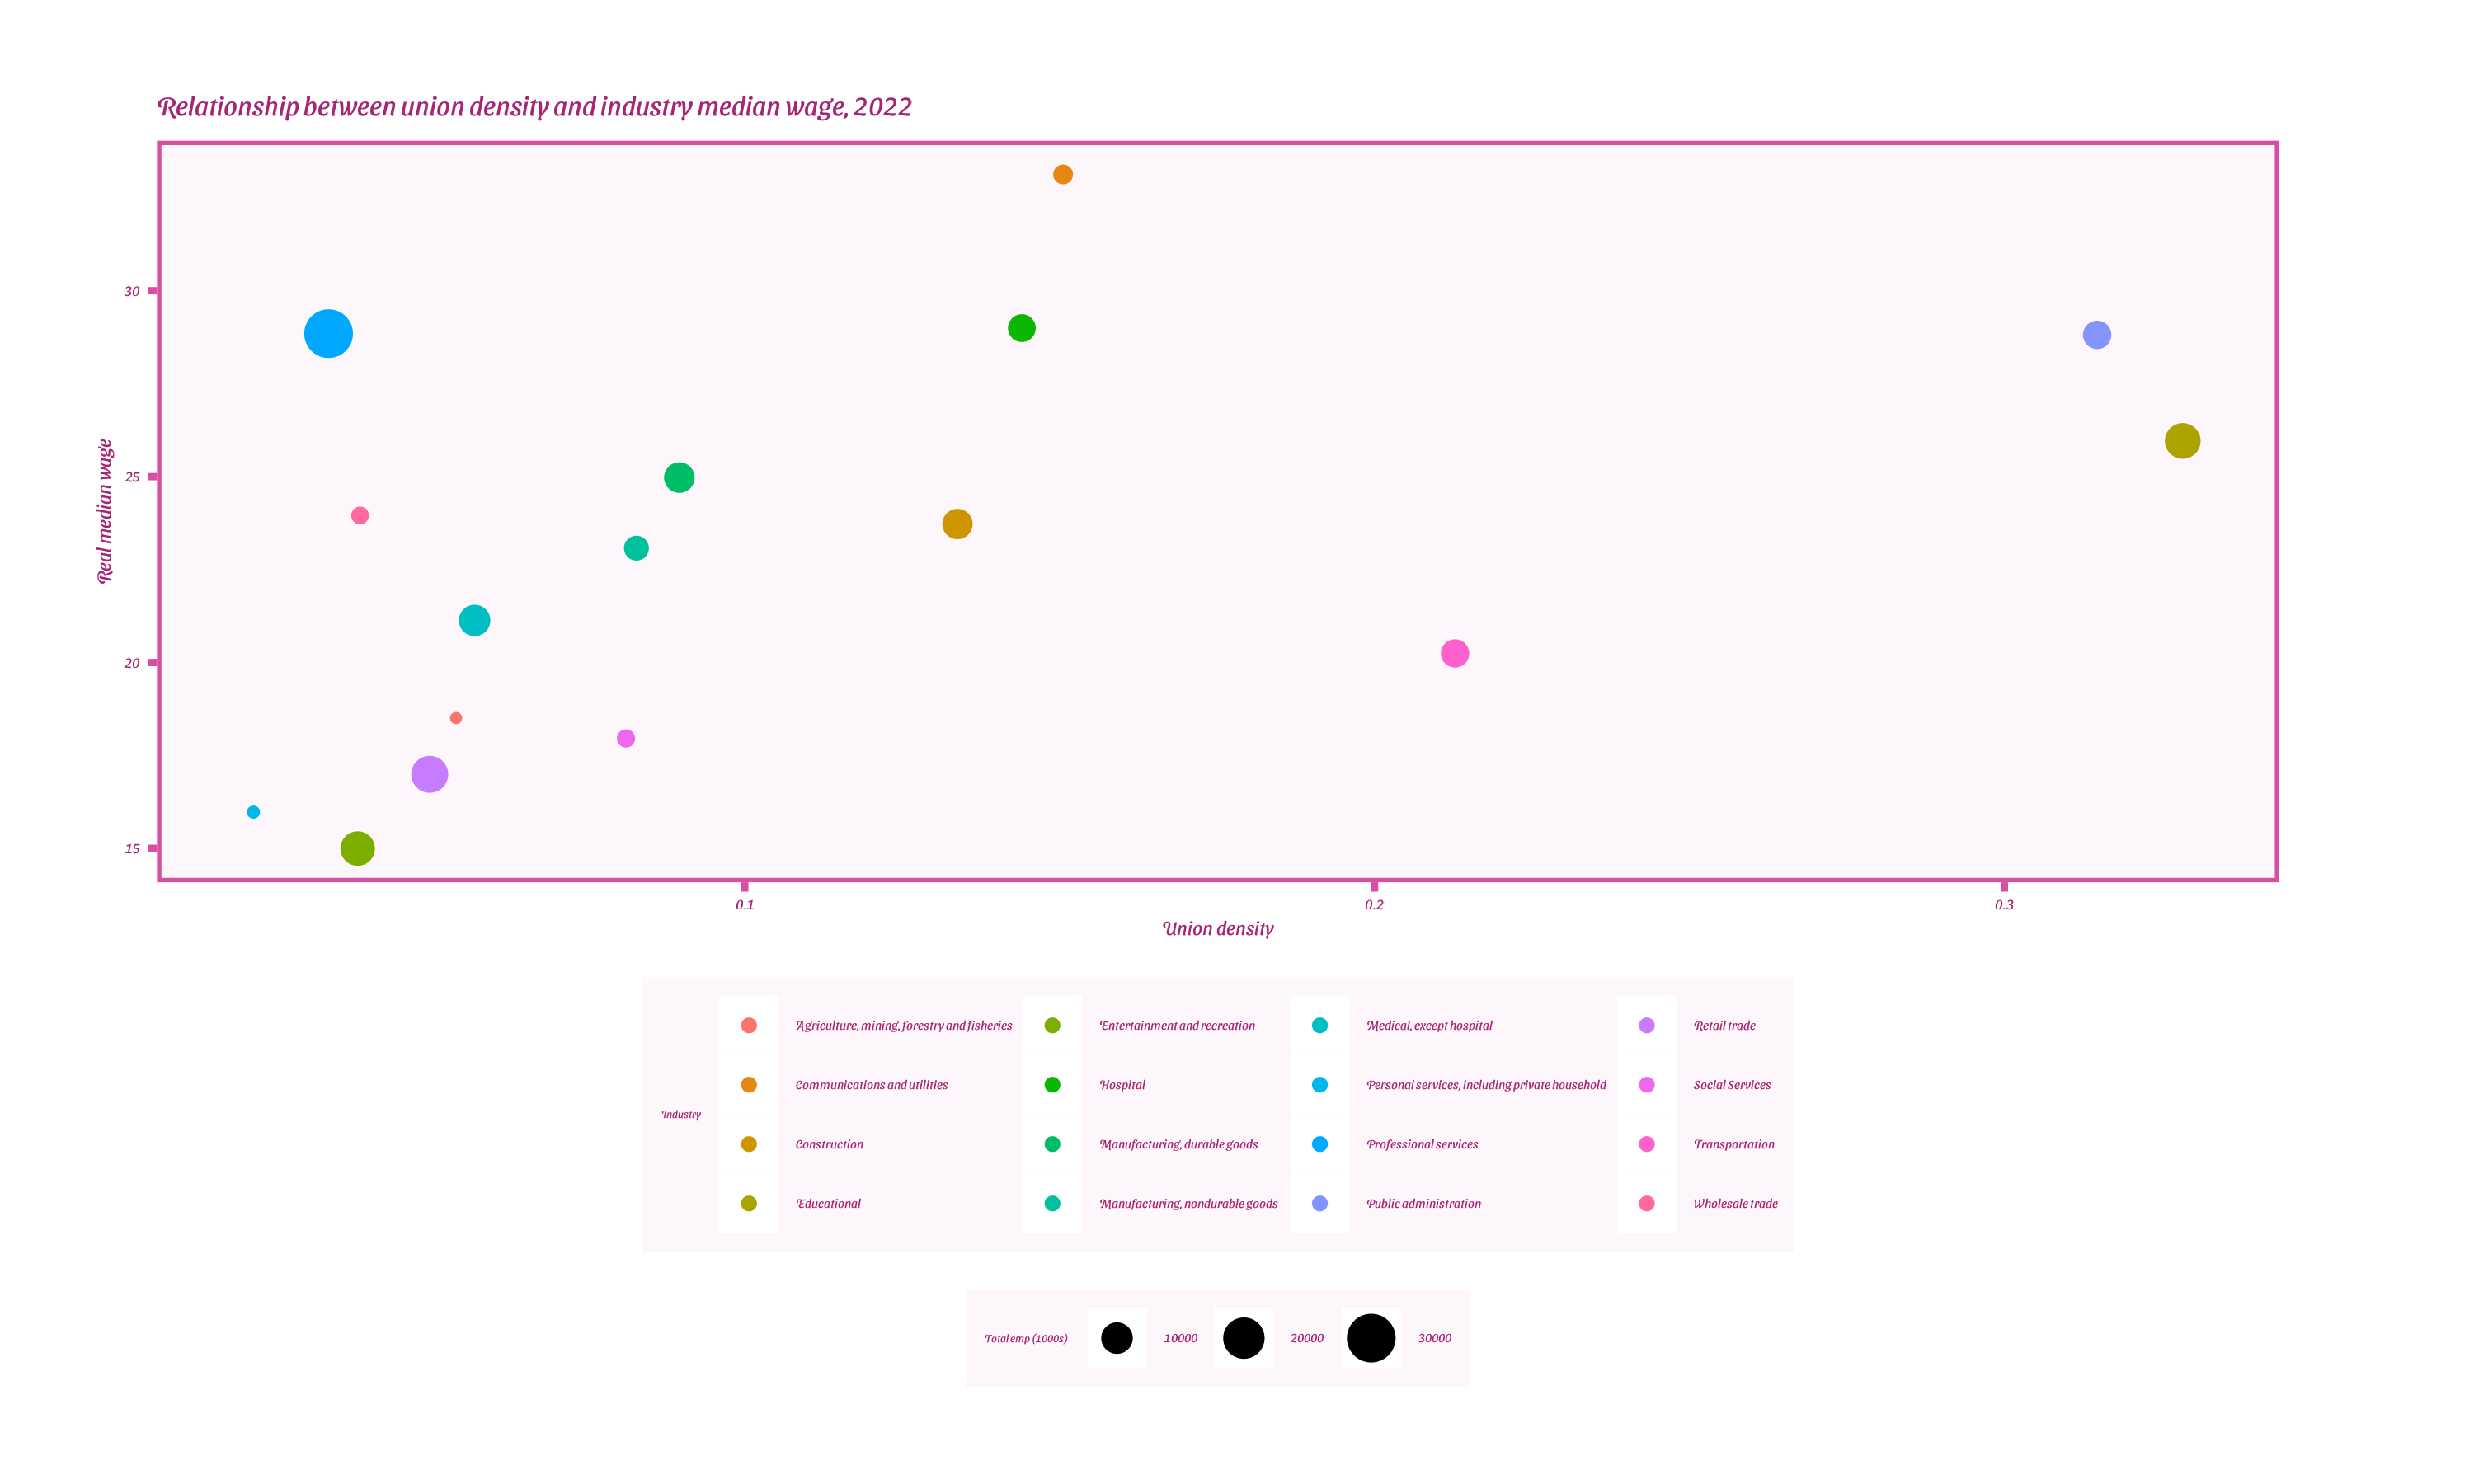 Relationship between union density and industry median wage, 2022
Real median wage
30
25
20
15
0.1
0.2
0.3
Union density
Industry
Agriculture, mining, forestry and fisheries
Communications and utilities
Construction
Educational
Entertainment and recreation
Hospital
Manufacturing, durable goods
Manufacturing, nondurable goods
Medical, except hospital
Personal services, including private household
Professional services
Public administration
Retail trade
Social Services
Transportation
Wholesale trade
Total emp (1000s)
10000
20000
30000